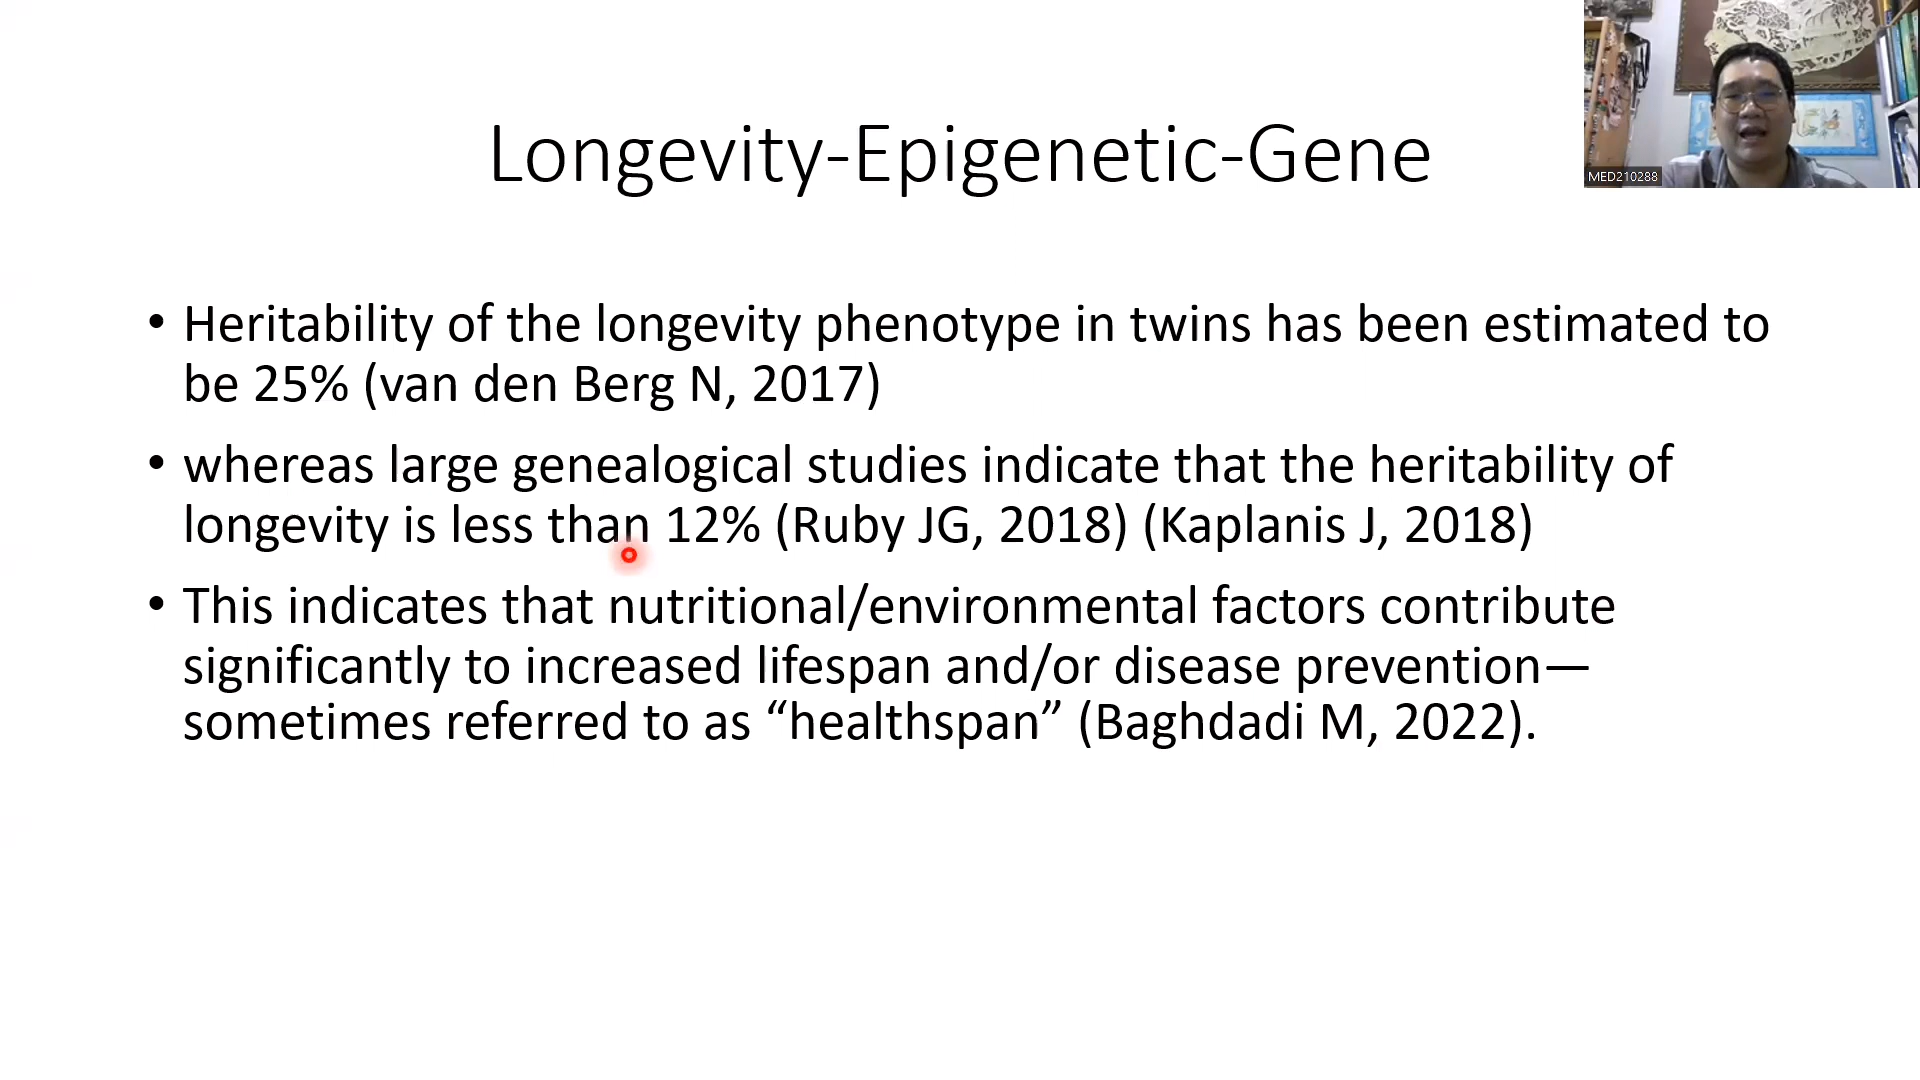 Longevity-Epigenetic-Gene
MED210288
• Heritability of the longevity phenotype in twins has been estimated to
be 25% (van den Berg N, 2017)
• whereas large genealogical studies indicate that the heritability of
longevity is less than 12% (Ruby JG, 2018) (Kaplanis J, 2018)
• This indicates that nutritional/environmental factors contribute
significantly to increased lifespan and/or disease prevention—
sometimes referred to as “healthspan” (Baghdadi M, 2022).